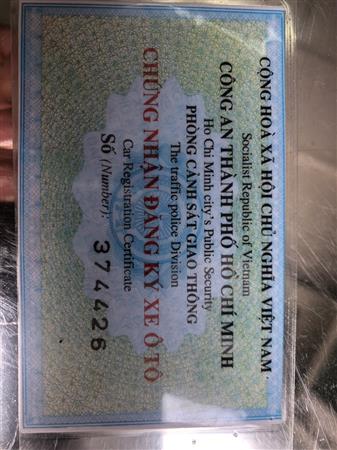 CỘNG HOÀ XÃ HỘI CHỦ NGHĨA VIỆT NAM
Socialist Republic of Vietnam
CÔNG AN THÀNH PHỐ HỒ CHÍ MINH
Ho Chi Minh city's Public Security
PHÒNG CẢNH SÁT GIAO THÔNG
The traffic police Division
CHỨNG NHẬN ĐĂNG KÝ XE Ô TÔ
Car Registration Certificate
Số (Number): 374426